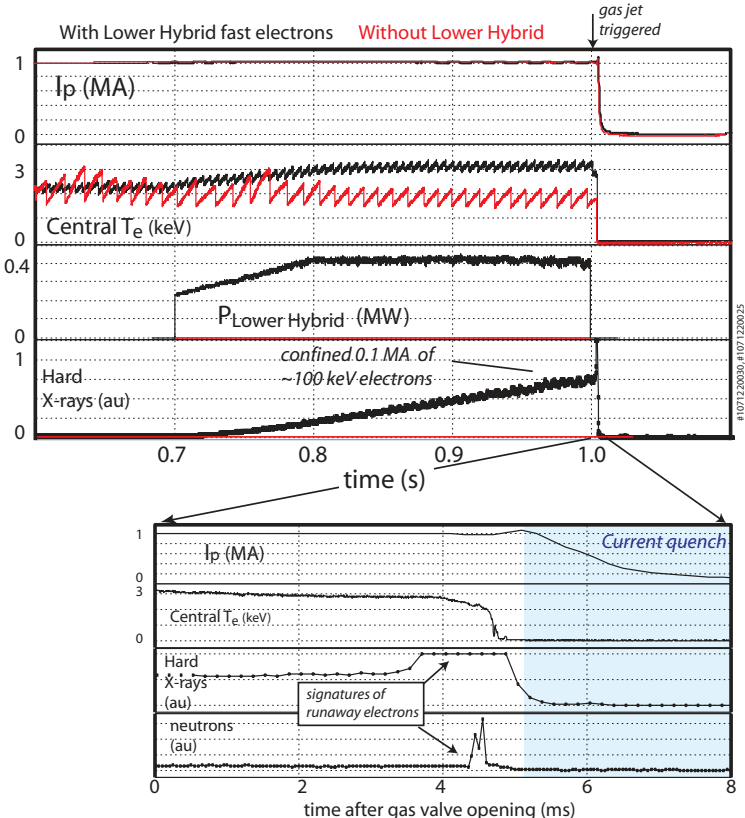 gas jet
triggered
With Lower Hybrid fast electrons Without Lower Hybrid
1
Ip (MA)
0
3
Central Te (keV)
0
0.4
PLower Hybrid (MW)
0
1
Hard
X-rays (au)
confined 0.1 MA of
~100 keV electrons
0
0.7 0.8 0.9 1.0
time (s)
#1071220030, #1071220025
1
Ip (MA)
Current quench
0
3
Central Te (keV)
0
Hard
X-rays
(au)
signatures of
runaway electrons
neutrons
(au)
0 2 4 6 8
time after gas valve opening (ms)